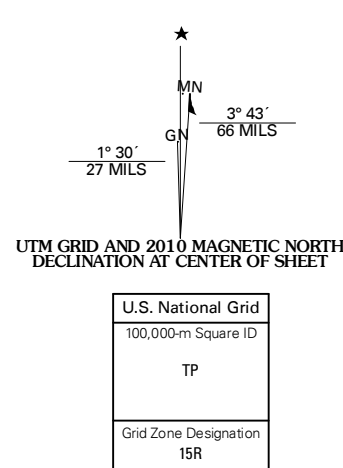 ★
MN
3° 43´
66 MILS
GN
1° 30´
27 MILS
UTM GRID AND 2010 MAGNETIC NORTH
DECLINATION AT CENTER OF SHEET
U.S. National Grid
100,000-m Square ID
TP
Grid Zone Designation
15R